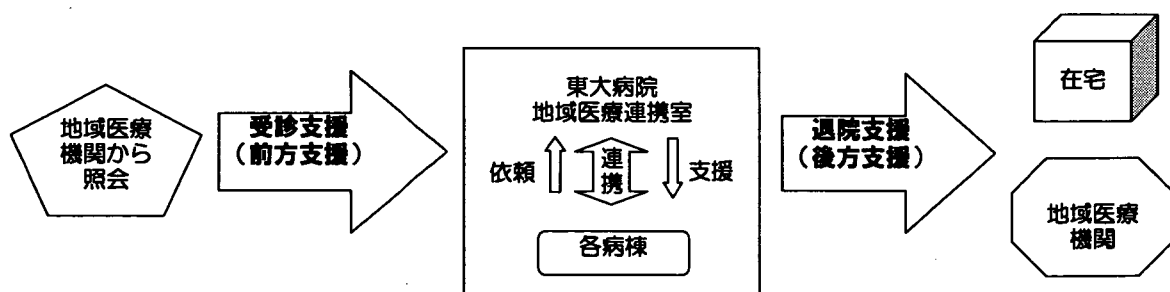 地域医療
機関から
照会
受診支援
（前方支援）
東大病院
地域医療連携室
依頼
連携
支援
各病棟
退院支援
（後方支援）
在宅
地域医療
機関